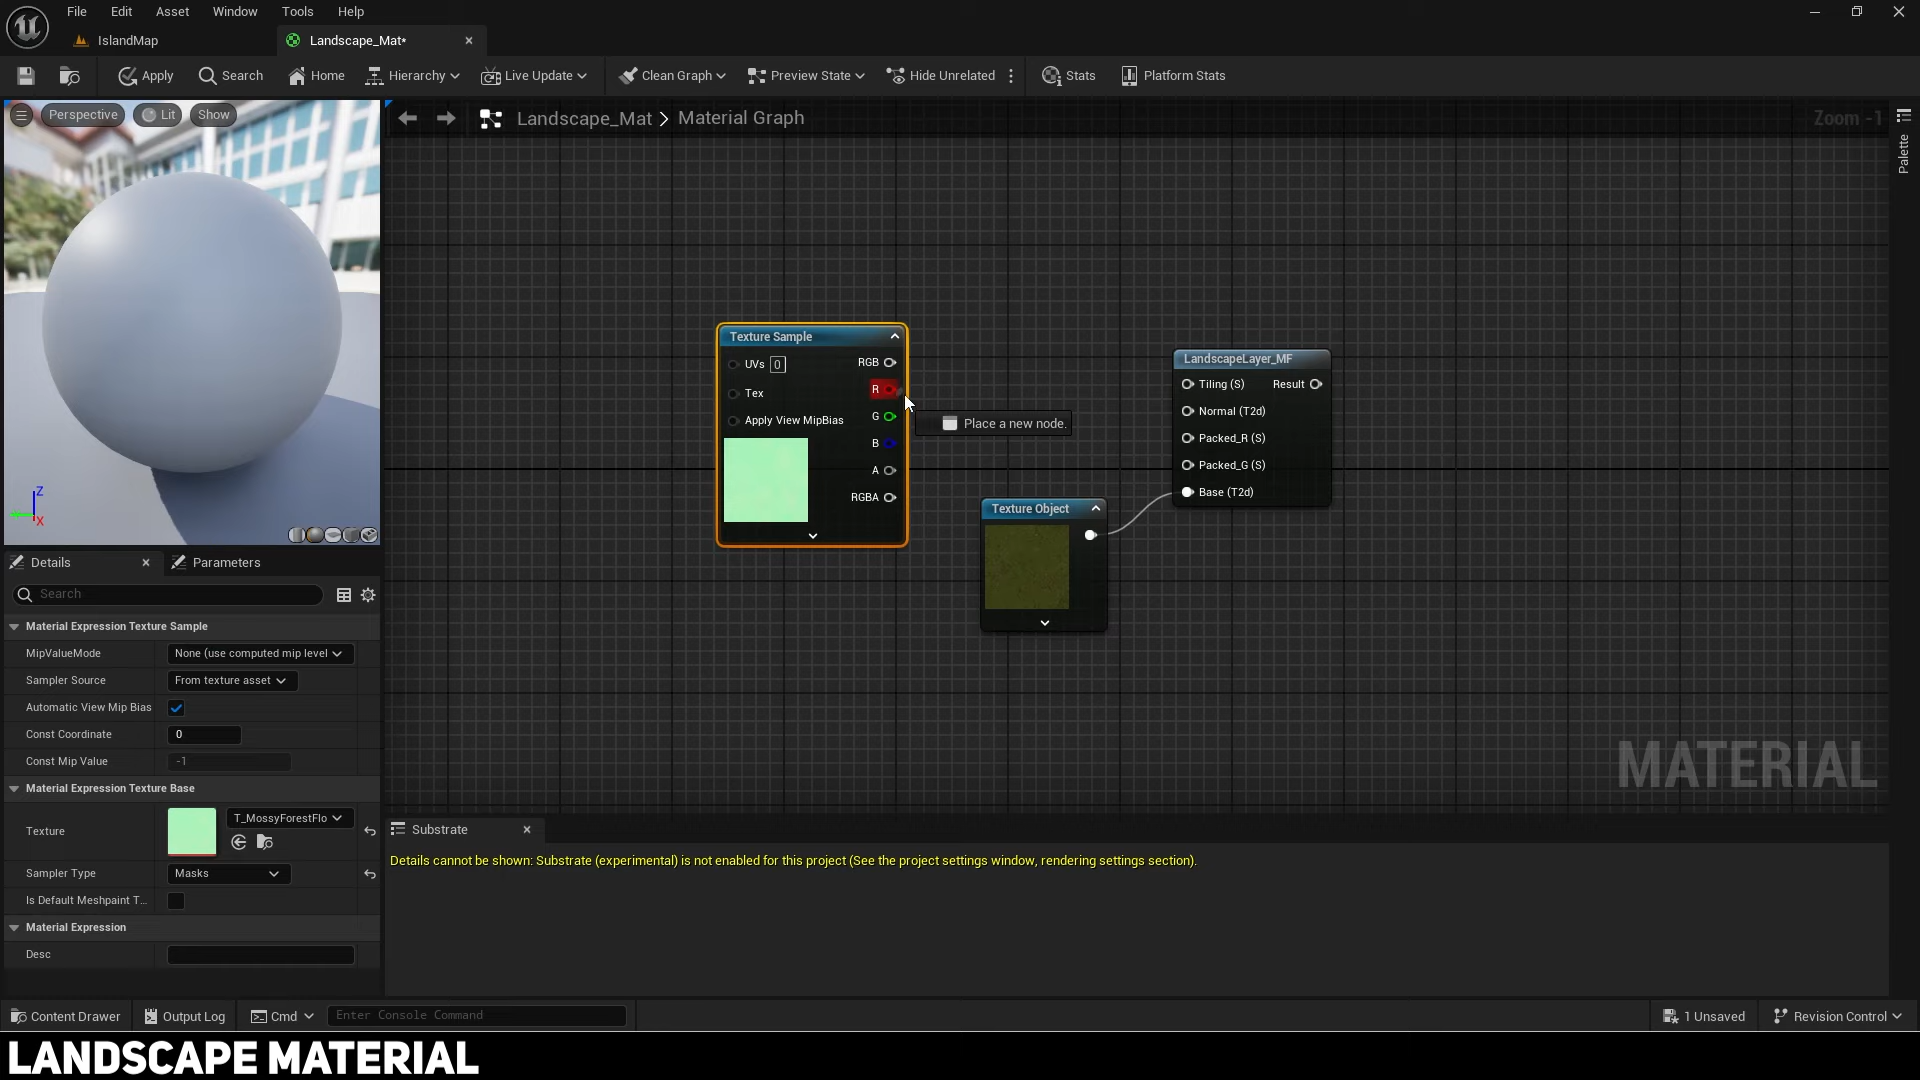 File Edit Asset Window Tools Help
IslandMap
Landscape_Mat*
Apply
Search
Home
Hierarchy
Live Update
Clean Graph
Preview State
Hide Unrelated
Stats
Platform Stats
Perspective
Lit
Show
Landscape_Mat > Material Graph
Zoom -1
Palette
Texture Sample
UVs 0
RGB
Tex
R
Apply View MipBias
G
B
A
RGBA
Place a new node.
Texture Object
LandscapeLayer_MF
Tiling (S) Result
Normal (T2d)
Packed_R (S)
Packed_G (S)
Base (T2d)
MATERIAL
Z
X
Details
Parameters
Search
Material Expression Texture Sample
MipValueMode None (use computed mip level
Sampler Source From texture asset
Automatic View Mip Bias
Const Coordinate 0
Const Mip Value -1
Material Expression Texture Base
Texture T_MossyForestFlo
Sampler Type Masks
Is Default Meshpaint T...
Material Expression
Desc
Substrate
Details cannot be shown: Substrate (experimental) is not enabled for this project (See the project settings window, rendering settings section).
Content Drawer
Output Log
Cmd
Enter Console Command
1 Unsaved
Revision Control
LANDSCAPE MATERIAL